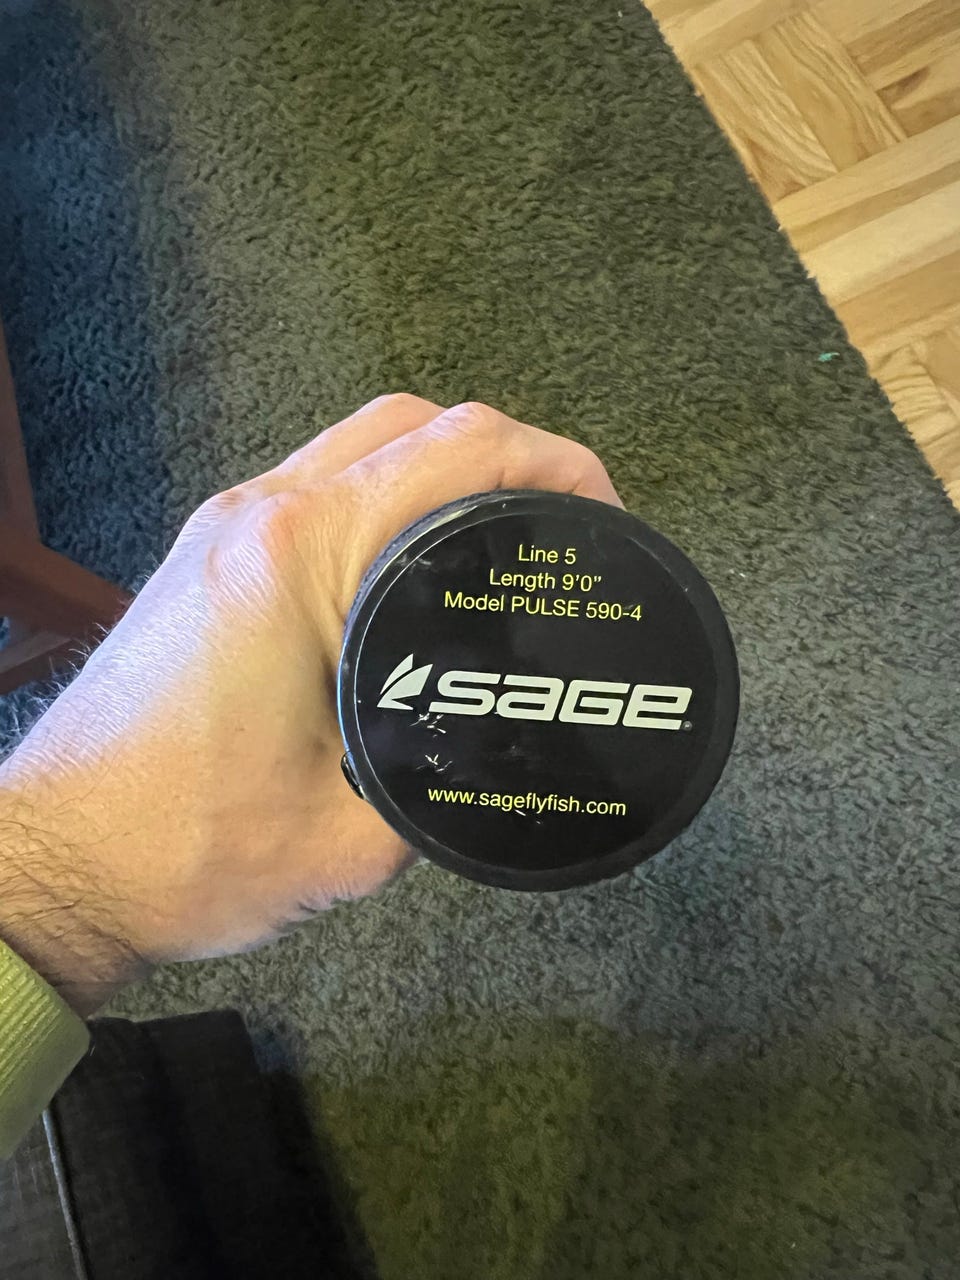 Line 5
Length 9'0"
Model PULSE 590-4
SAGE
www.sageflyfish.com